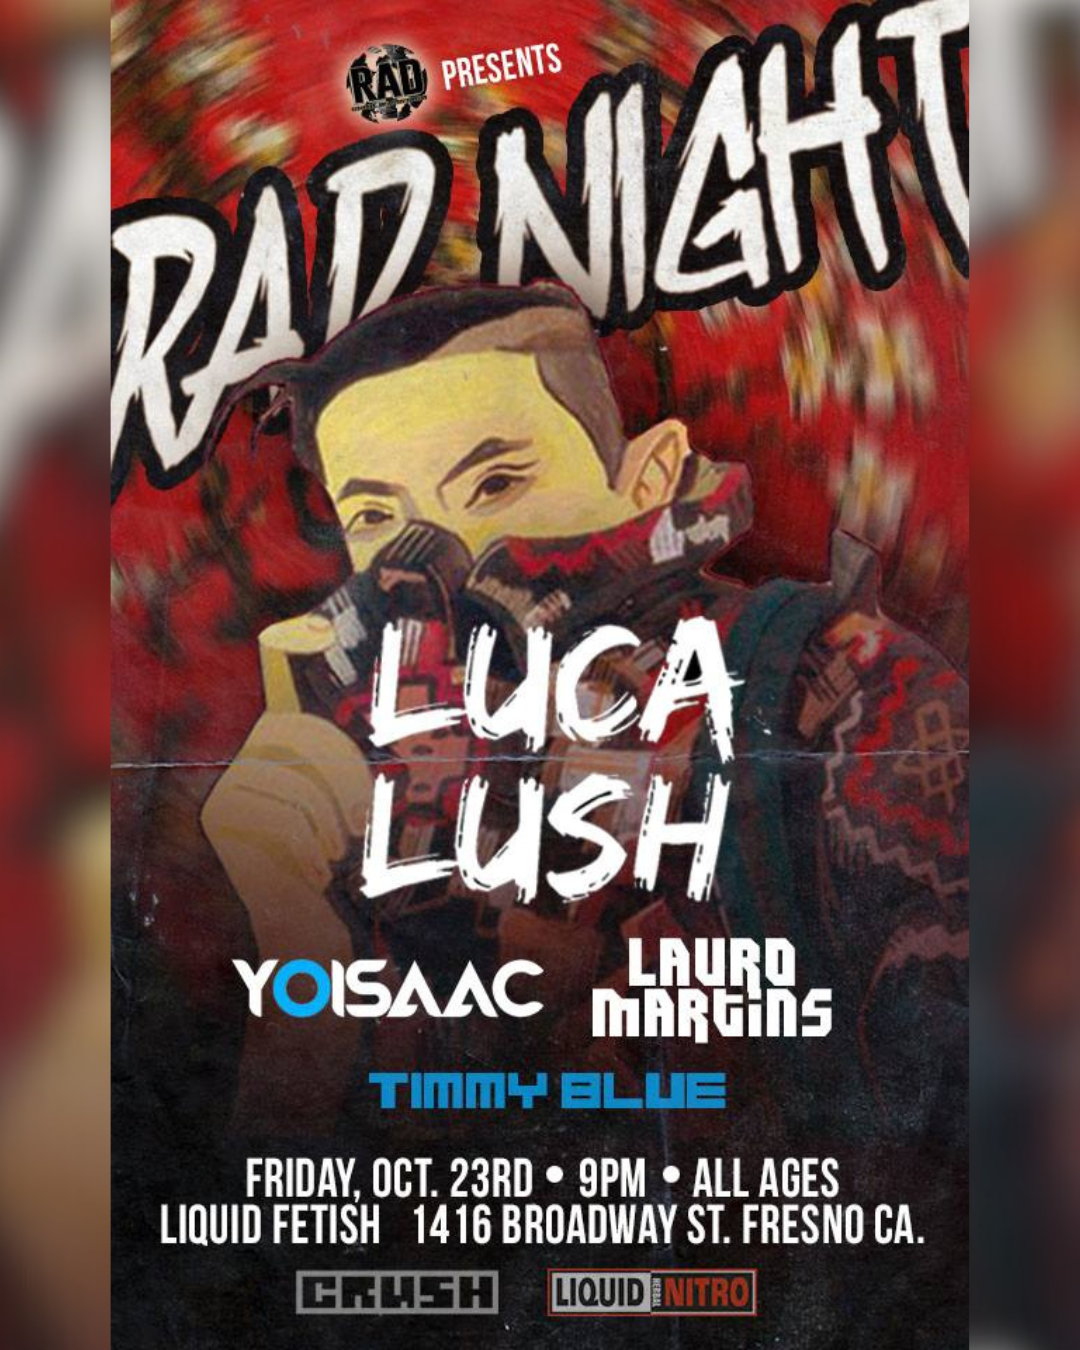 RAD PRESENTS
RAD NIGHT
LUCA
LUSH
YOISAAC
LAURO
MARTINS
TIMMY BLUE
FRIDAY, OCT. 23RD • 9PM • ALL AGES
LIQUID FETISH 1416 BROADWAY ST. FRESNO CA.
CRUSH
LIQUID HERBAL NITRO